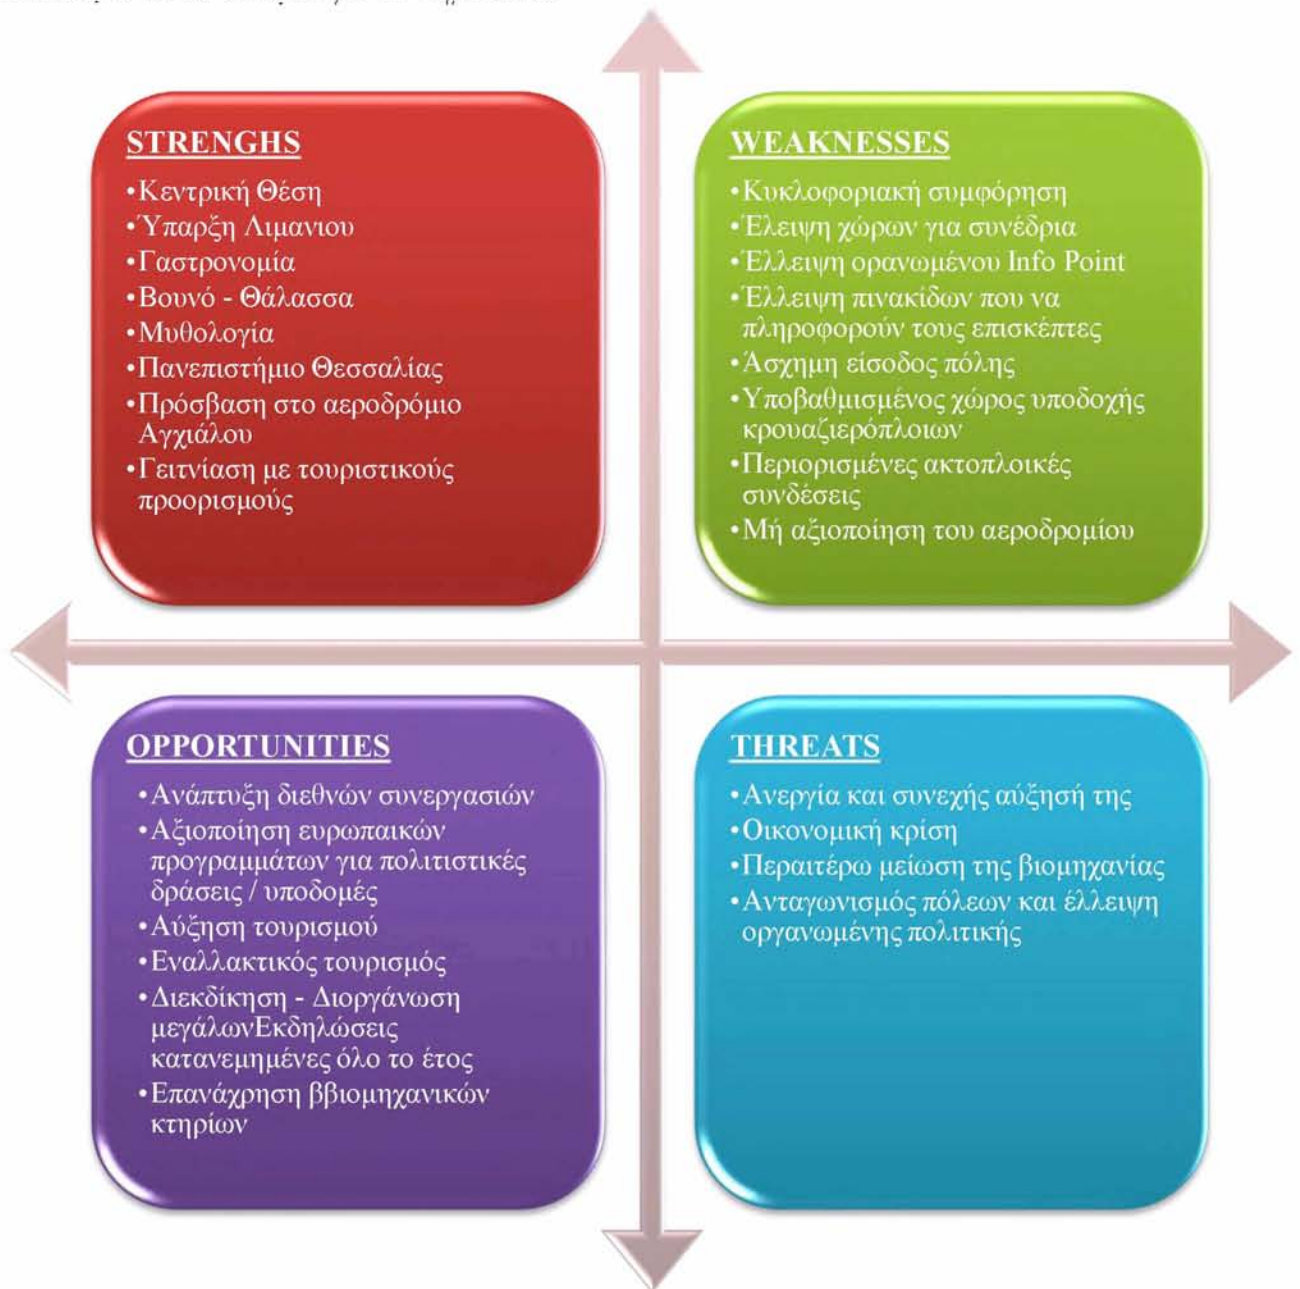 STRENGHS
•Κεντρική Θέση
•Ύπαρξη Λιμανιου
•Γαστρονομία
•Βουνό - Θάλασσα
•Μυθολογία
•Πανεπιστήμιο Θεσσαλίας
•Πρόσβαση στο αεροδρόμιο
Αγχιάλου
•Γειτνίαση με τουριστικούς
προορισμούς
WEAKNESSES
•Κυκλοφοριακή συμφόρηση
•Έλειψη χώρων για συνέδρια
•Έλλειψη ορανωμένου Info Point
•Έλλειψη πινακίδων που να
πληροφορούν τους επισκέπτες
•Άσχημη είσοδος πόλης
•Υποβαθμισμένος χώρος υποδοχής
κρουαζιερόπλοιων
•Περιορισμένες ακτοπλοικές
συνδέσεις
•Μή αξιοποίηση του αεροδρομίου
OPPORTUNITIES
•Ανάπτυξη διεθνών συνεργασιών
•Αξιοποίηση ευρωπαικών
προγραμμάτων για πολιτιστικές
δράσεις / υποδομές
•Αύξηση τουρισμού
•Εναλλακτικός τουρισμός
•Διεκδίκηση - Διοργάνωση
μεγάλωνΕκδηλώσεις
κατανεμημένες όλο το έτος
•Επανάχρηση ββιομηχανικών
κτηρίων
THREATS
•Ανεργία και συνεχής αύξησή της
•Οικονομική κρίση
•Περαιτέρω μείωση της βιομηχανίας
•Ανταγωνισμός πόλεων και έλλειψη
οργανωμένης πολιτικής